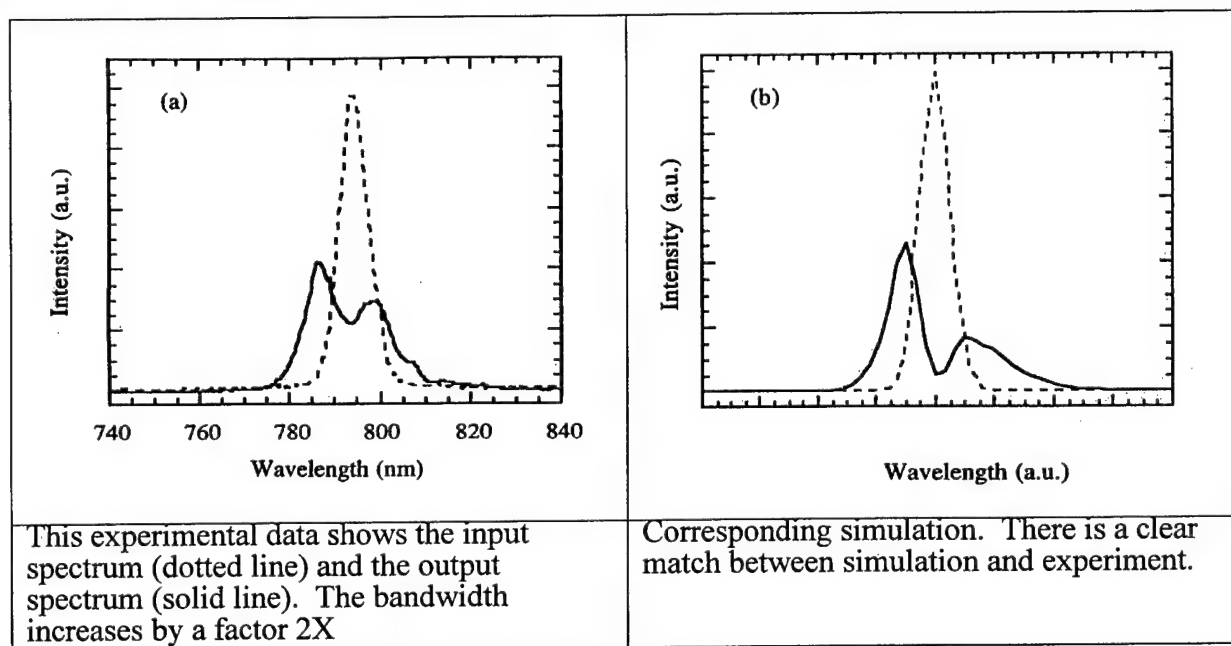 (a)
Intensity (a.u.)
740 760 780 800 820 840
Wavelength (nm)
(b)
Intensity (a.u.)
Wavelength (a.u.)
This experimental data shows the input
spectrum (dotted line) and the output
spectrum (solid line). The bandwidth
increases by a factor 2X
Corresponding simulation. There is a clear
match between simulation and experiment.